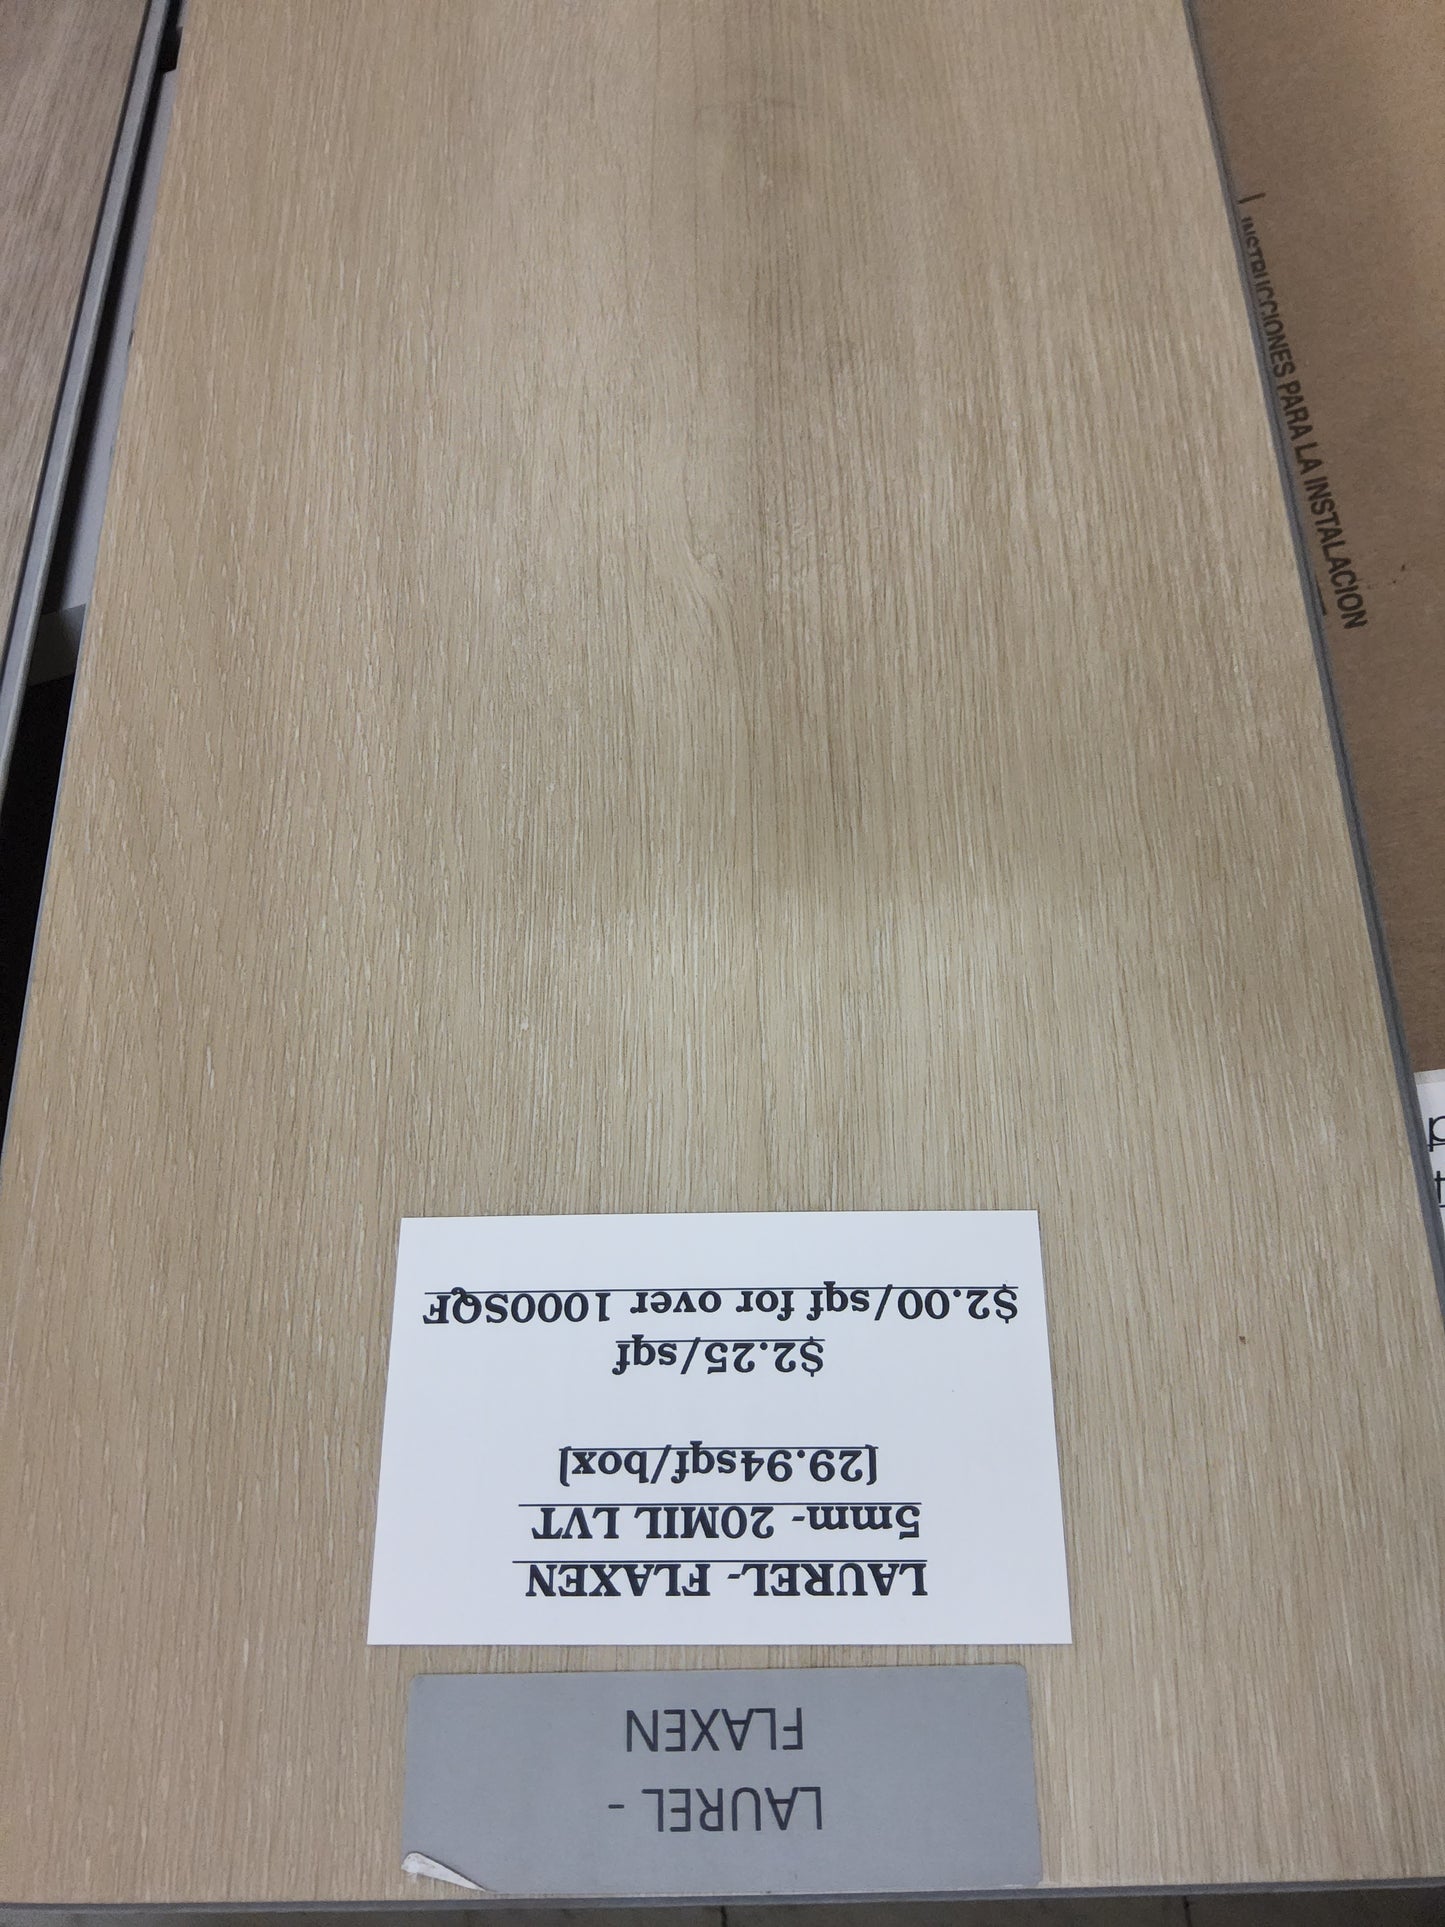 LAUREL- FLAXEN
5mm- 20MIL LVT
(29.94sqf/box)
$2.25/sqf
$2.00/sqf for over 1000SQF
LAUREL -
FLAXEN
INSTRUCCIONES PARA LA INSTALACION